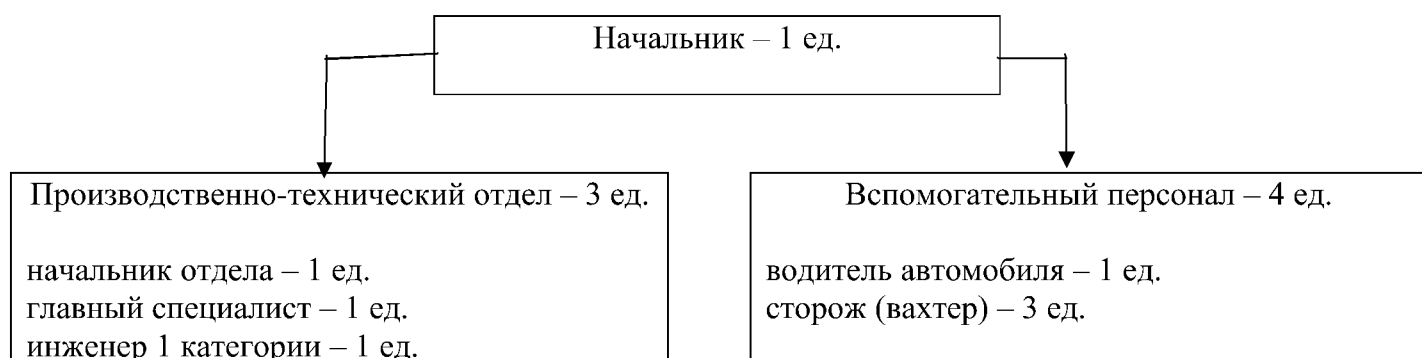 Начальник – 1 ед.
Производственно-технический отдел – 3 ед.
начальник отдела – 1 ед.
главный специалист – 1 ед.
инженер 1 категории – 1 ед.
Вспомогательный персонал – 4 ед.
водитель автомобиля – 1 ед.
сторож (вахтер) – 3 ед.